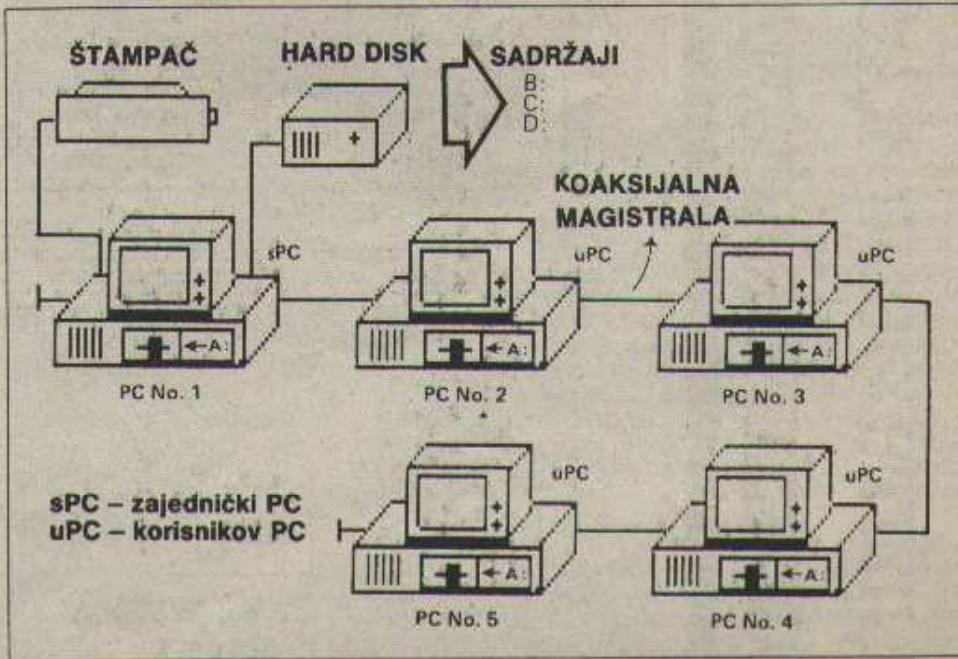 ŠTAMPAČ
HARD DISK
SADRŽAJI
B:
C:
D:
KOAKSIJALNA
MAGISTRALA
sPC
uPC
uPC
←A:
←A:
←A:
PC No. 1
PC No. 2
PC No. 3
uPC
uPC
sPC – zajednički PC
uPC – korisnikov PC
←A:
←A:
PC No. 5
PC No. 4